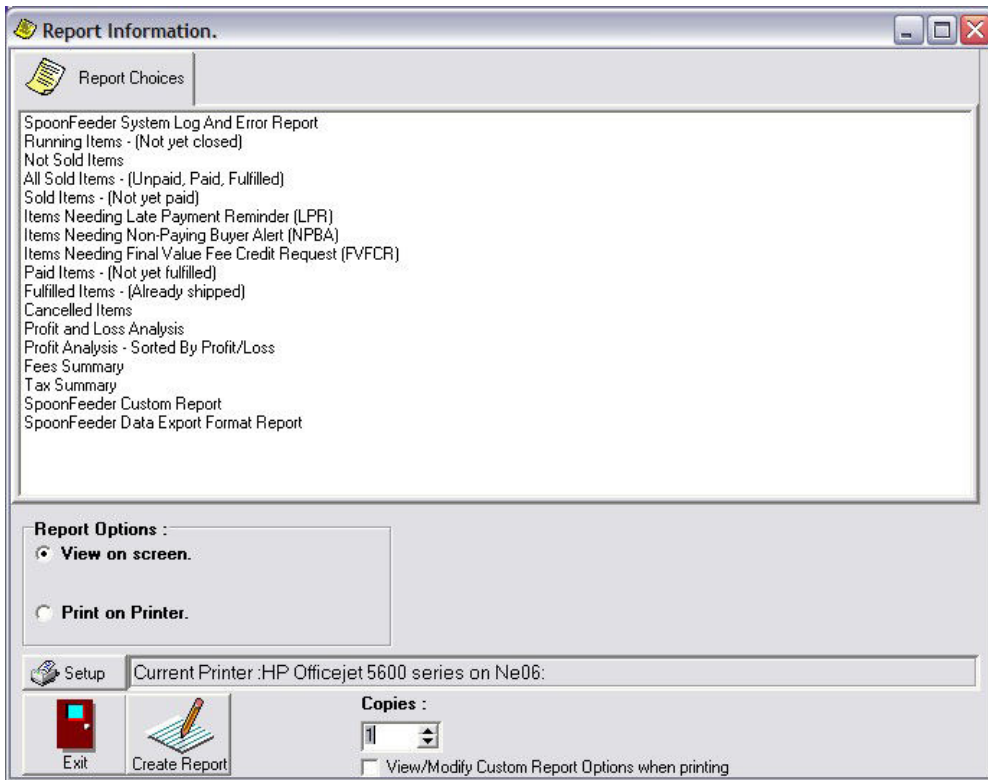 Report Information.
Report Choices
SpoonFeeder System Log And Error Report
Running Items - (Not yet closed)
Not Sold Items
All Sold Items - (Unpaid, Paid, Fulfilled)
Sold Items - (Not yet paid)
Items Needing Late Payment Reminder (LPR)
Items Needing Non-Paying Buyer Alert (NPBA)
Items Needing Final Value Fee Credit Request (FVFCR)
Paid Items - (Not yet fulfilled)
Fulfilled Items - (Already shipped)
Cancelled Items
Profit and Loss Analysis
Profit Analysis - Sorted By Profit/Loss
Fees Summary
Tax Summary
SpoonFeeder Custom Report
SpoonFeeder Data Export Format Report
Report Options :
View on screen.
Print on Printer.
Setup
Current Printer :HP Officejet 5600 series on Ne06:
Exit
Create Report
Copies :
1
View/Modify Custom Report Options when printing